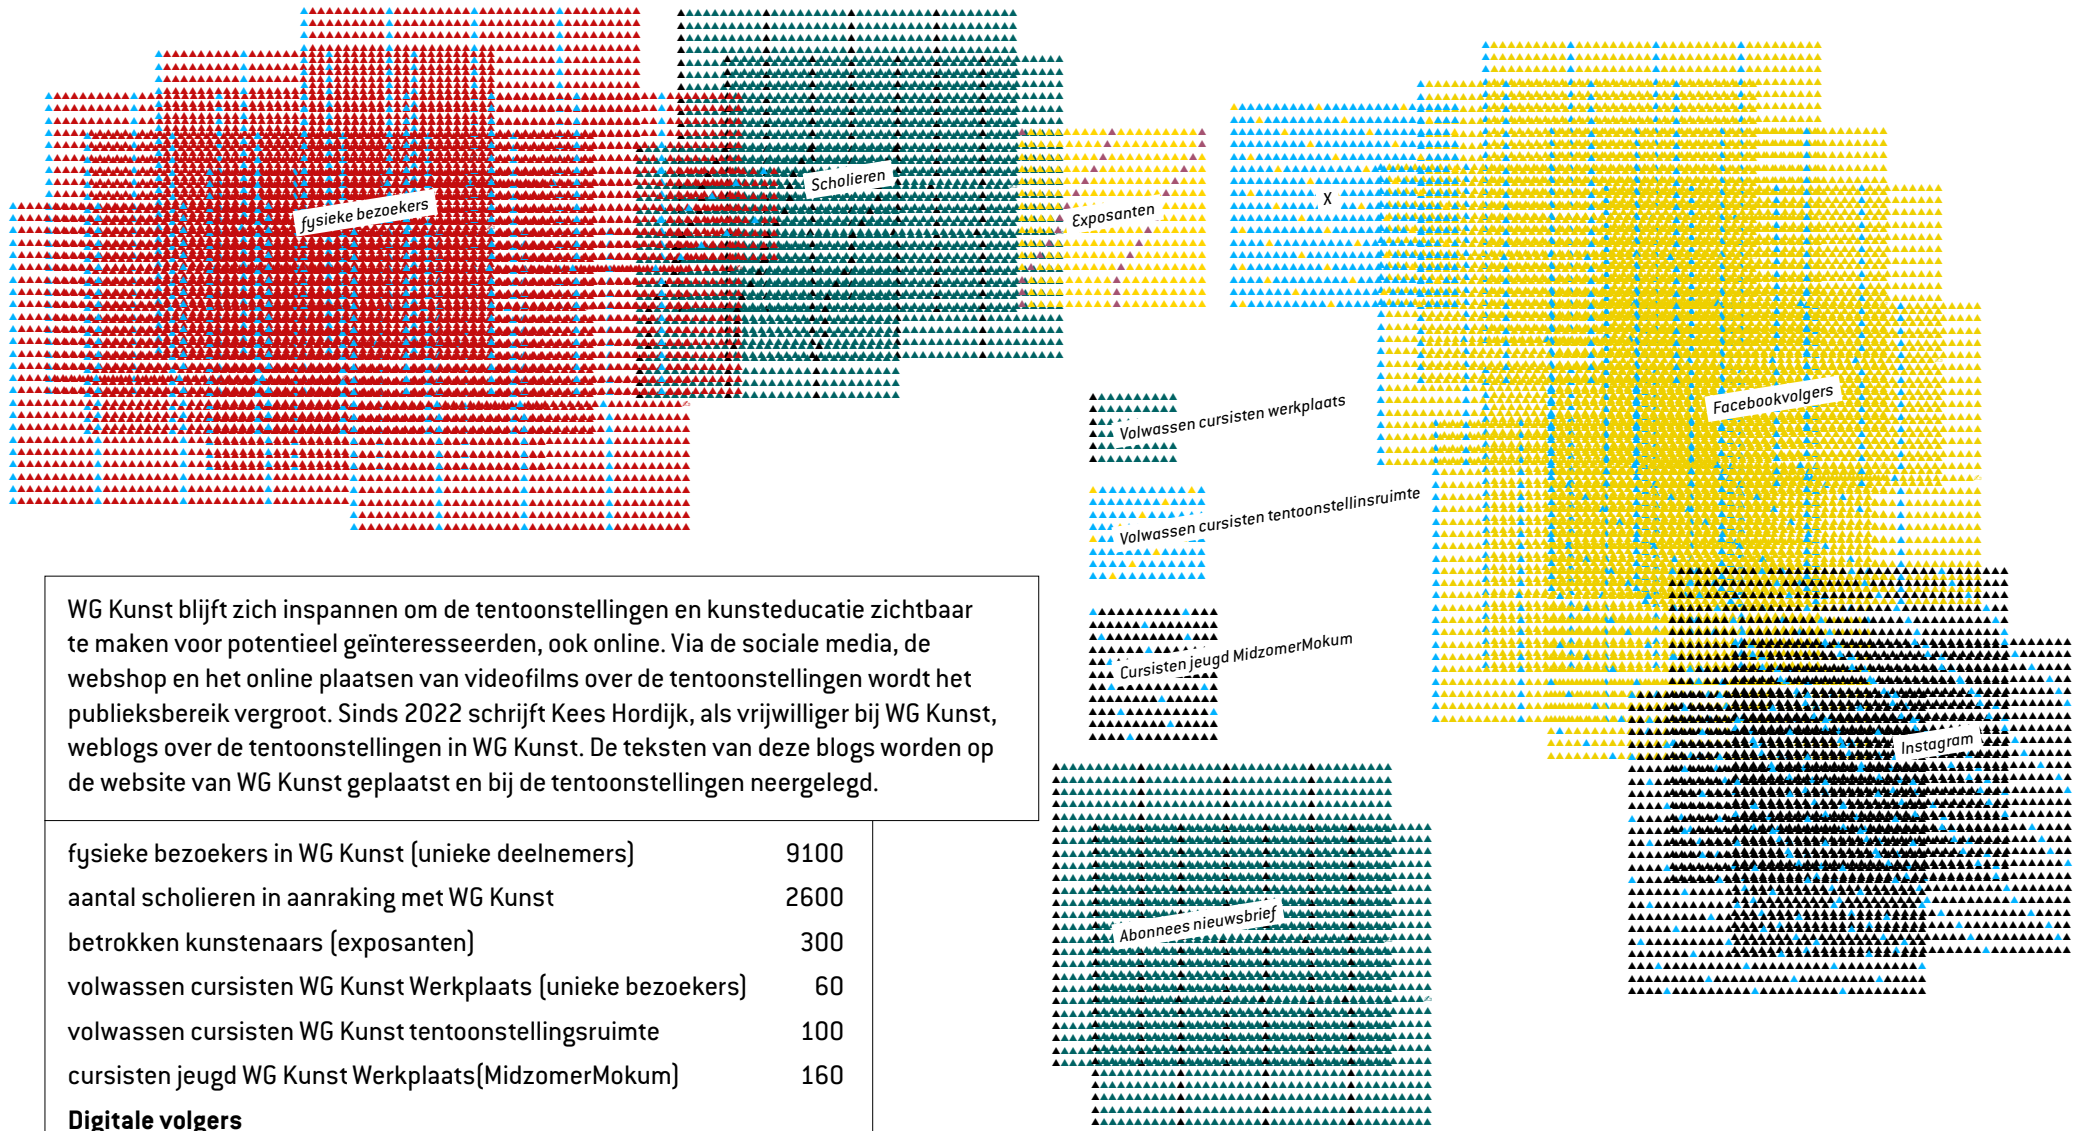 fysieke bezoekers
Scholieren
Exposanten
X
Facebookvolgers
Volwassen cursisten werkplaats
Volwassen cursisten tentoonstellinsruimte
Cursisten jeugd MidzomerMokum
Instagram
Abonnees nieuwsbrief
WG Kunst blijft zich inspannen om de tentoonstellingen en kunsteducatie zichtbaar
te maken voor potentieel geïnteresseerden, ook online. Via de sociale media, de
webshop en het online plaatsen van videofilms over de tentoonstellingen wordt het
publieksbereik vergroot. Sinds 2022 schrijft Kees Hordijk, als vrijwilliger bij WG Kunst,
weblogs over de tentoonstellingen in WG Kunst. De teksten van deze blogs worden op
de website van WG Kunst geplaatst en bij de tentoonstellingen neergelegd.
fysieke bezoekers in WG Kunst (unieke deelnemers) 9100
aantal scholieren in aanraking met WG Kunst 2600
betrokken kunstenaars (exposanten) 300
volwassen cursisten WG Kunst Werkplaats (unieke bezoekers) 60
volwassen cursisten WG Kunst tentoonstellingsruimte 100
cursisten jeugd WG Kunst Werkplaats(MidzomerMokum) 160
Digitale volgers